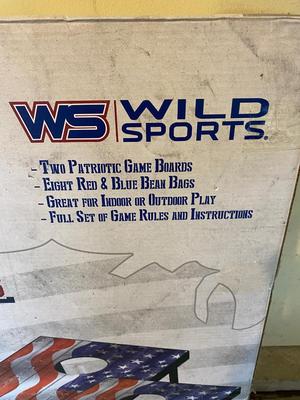 WS WILD
SPORTS®
- Two Patriotic Game Boards
- Eight Red & Blue Bean Bags
- Great for Indoor or Outdoor Play
- Full Set of Game Rules and Instructions